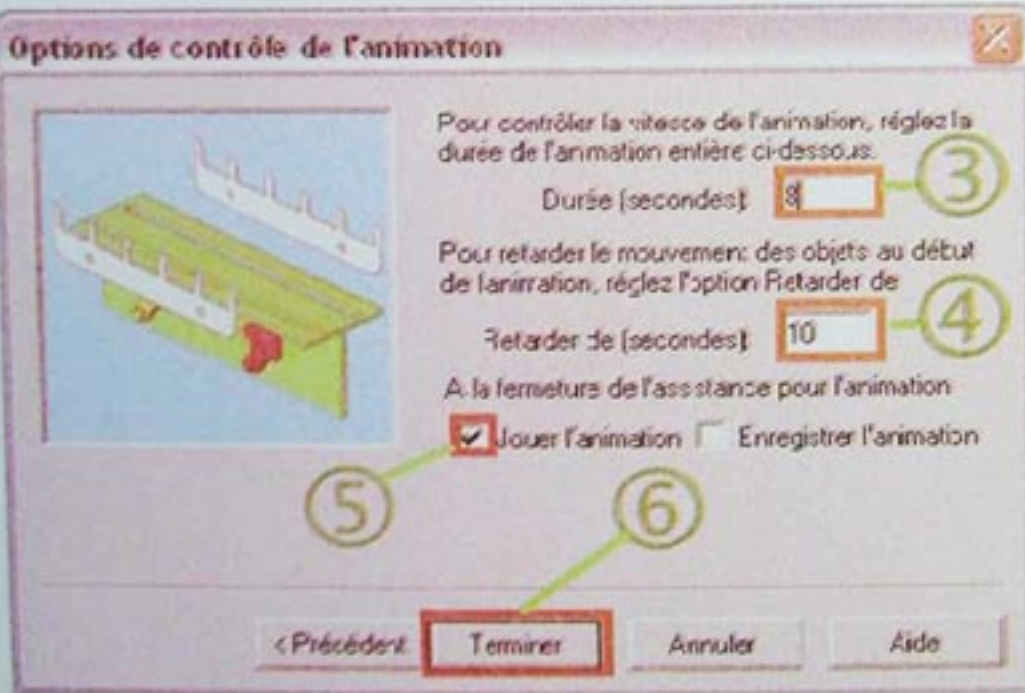 Options de contrôle de l'animation
Pour contrôler la vitesse de l'animation, réglez la
durée de l'animation entière ci-dessous.
Durée (secondes): 8
3
Pour retarder le mouvement des objets au début
de l'animation, réglez l'option Retarder de
4
Retarder de (secondes): 10
A la fermeture de l'assistance pour l'animation
Jouer l'animation Enregistrer l'animation
5
6
< Précédent Terminer Annuler Aide